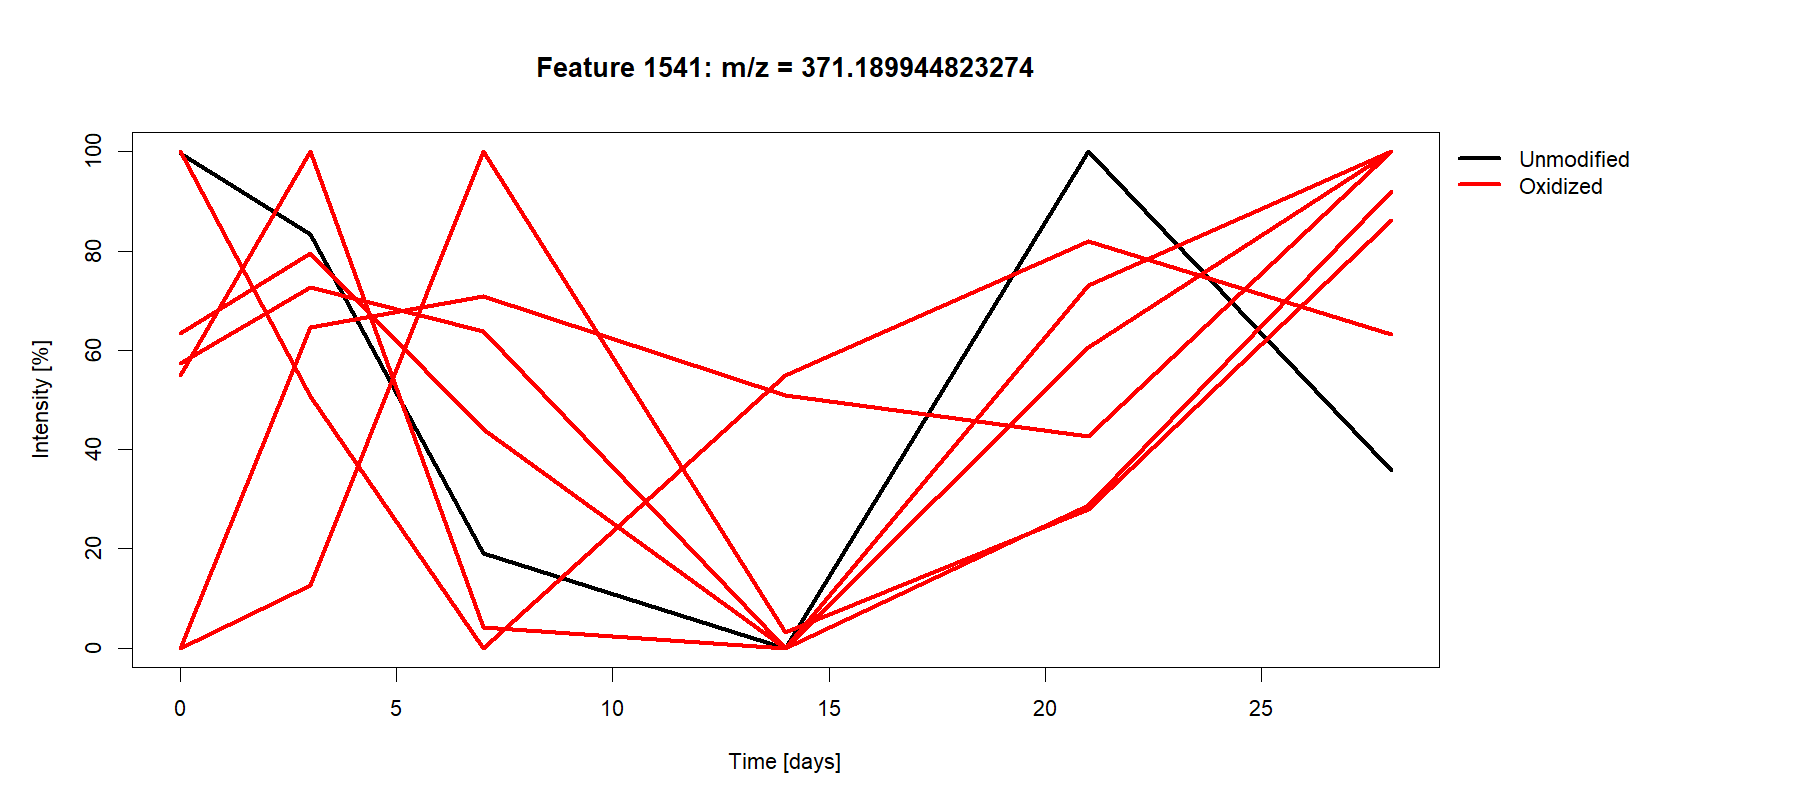 Feature 1541: m/z = 371.189944823274
Unmodified
Oxidized
Intensity [%]
100
80
60
40
20
0
0 5 10 15 20 25
Time [days]